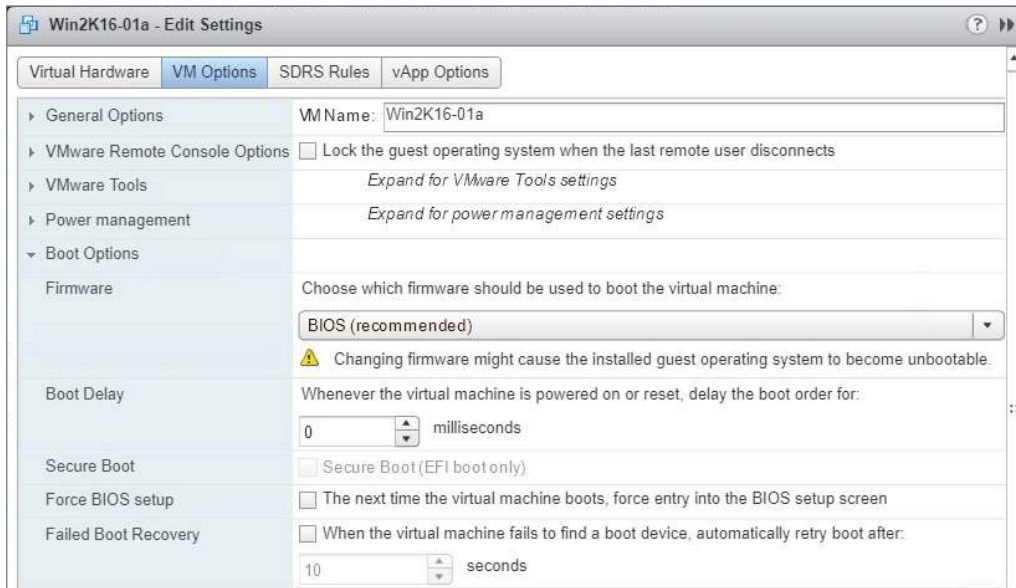 Win2K16-01a - Edit Settings
?
Virtual Hardware VM Options SDRS Rules vApp Options
General Options VM Name: Win2K16-01a
VMware Remote Console Options Lock the guest operating system when the last remote user disconnects
VMware Tools Expand for VMware Tools settings
Power management Expand for power management settings
Boot Options
Firmware Choose which firmware should be used to boot the virtual machine:
BIOS (recommended)
Changing firmware might cause the installed guest operating system to become unbootable.
Boot Delay Whenever the virtual machine is powered on or reset, delay the boot order for:
0 milliseconds
Secure Boot Secure Boot (EFI boot only)
Force BIOS setup The next time the virtual machine boots, force entry into the BIOS setup screen
Failed Boot Recovery When the virtual machine fails to find a boot device, automatically retry boot after:
10 seconds